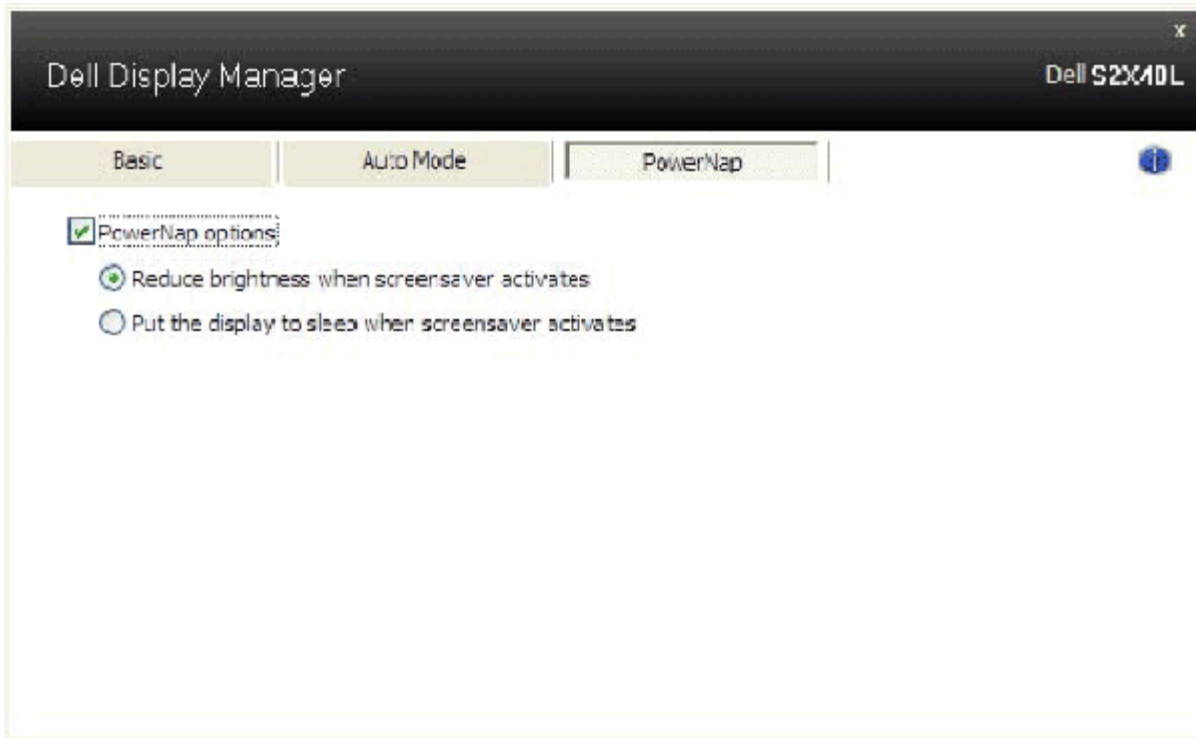 x
Dell Display Manager
Dell S2X40L
Basic
Auto Mode
PowerNap
PowerNap options
Reduce brightness when screensaver activates
Put the display to sleep when screensaver activates